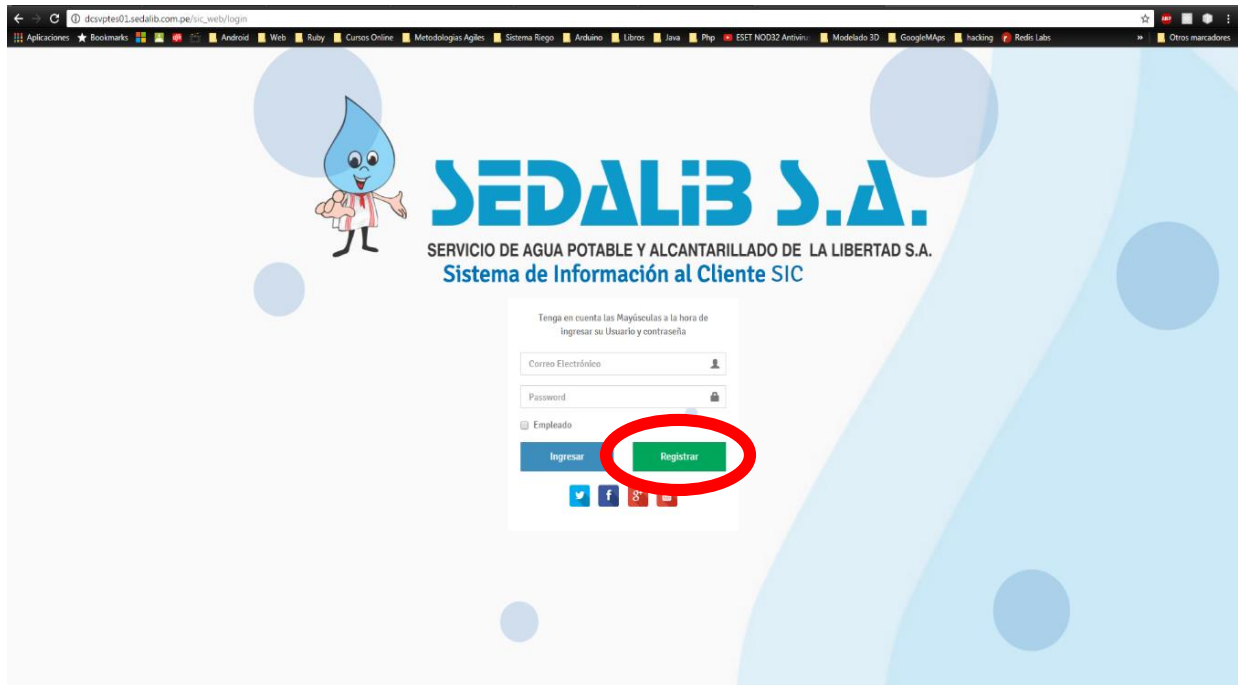 dcsvptes01.sedalib.com.pe/sic_web/login
Aplicaciones Bookmarks Android Web Ruby Cursos Online Metodologias Agiles Sistema Riego Arduino Libros Java Php ESET NOD32 Antiviru Modelado 3D GoogleMAps hacking Redis Labs » Otros marcadores
SEDALiB S.A.
SERVICIO DE AGUA POTABLE Y ALCANTARILLADO DE LA LIBERTAD S.A.
Sistema de Información al Cliente SIC
Tenga en cuenta las Mayúsculas a la hora de
ingresar su Usuario y contraseña
Correo Electrónico
Password
Empleado
Ingresar Registrar